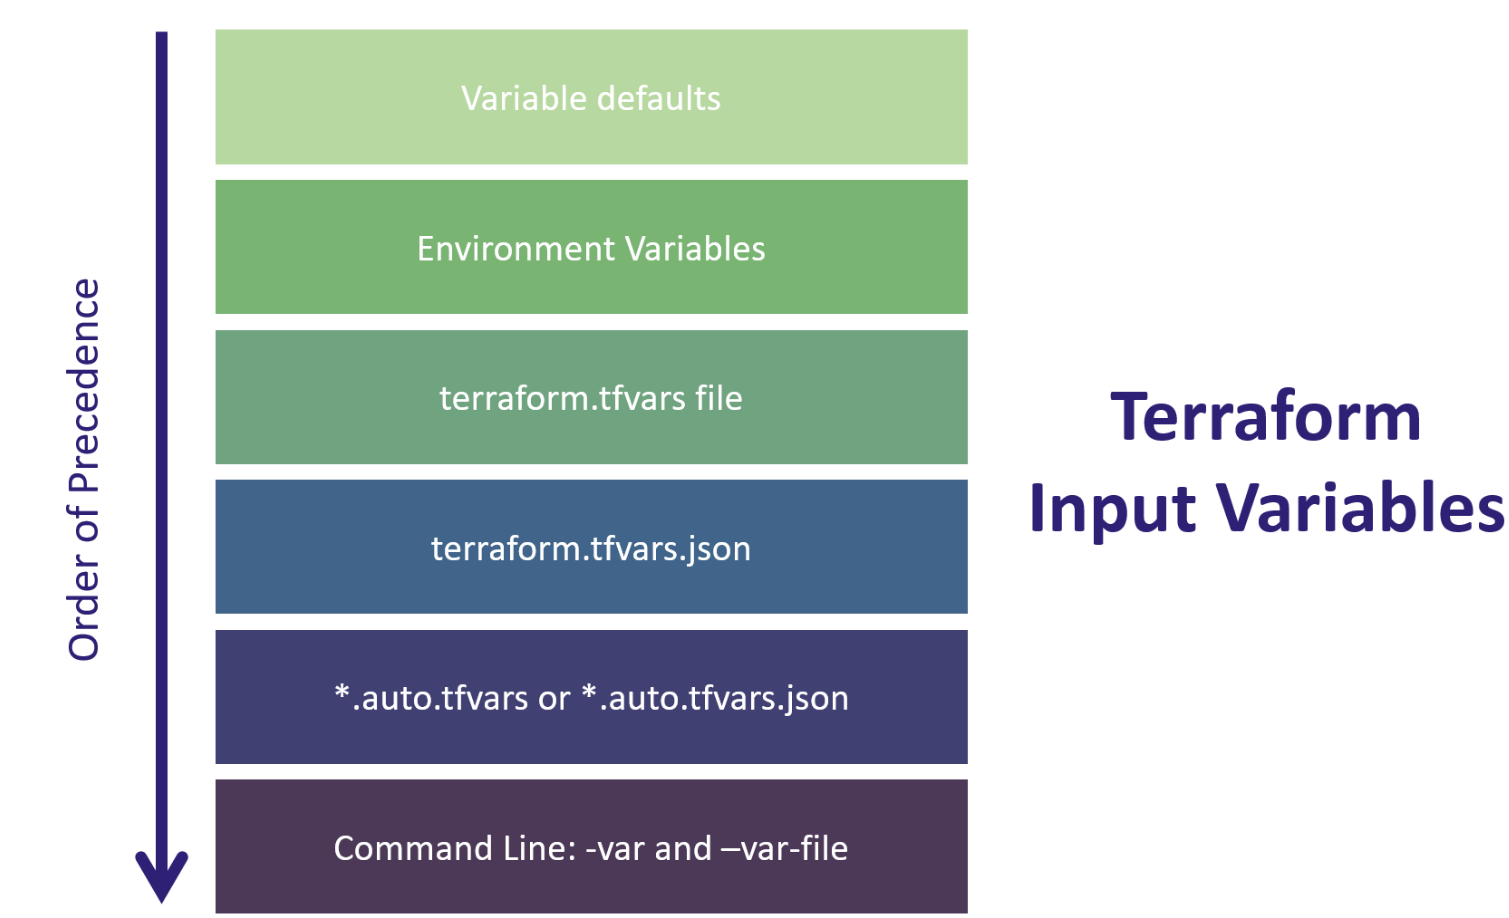 Order of Precedence
Variable defaults
Environment Variables
terraform.tfvars file
terraform.tfvars.json
*.auto.tfvars or *.auto.tfvars.json
Command Line: -var and –var-file
Terraform
Input Variables